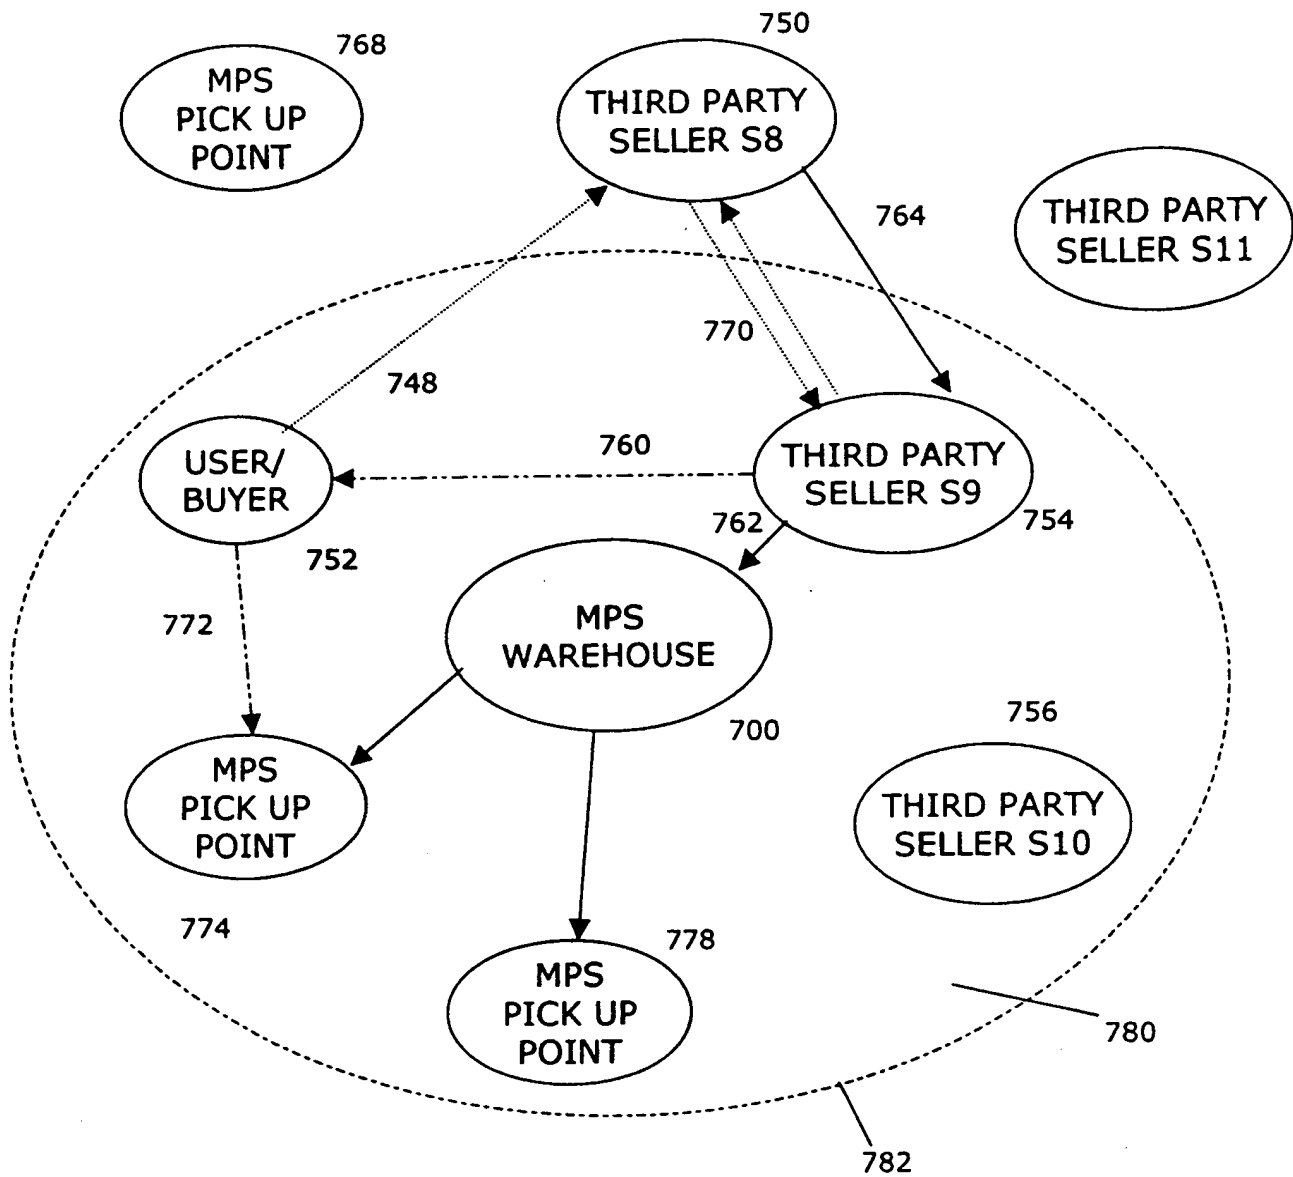 750
768
MPS
PICK UP
POINT
THIRD PARTY
SELLER S8
764
THIRD PARTY
SELLER S11
770
748
760
USER/
BUYER
THIRD PARTY
SELLER S9
762
754
752
772
MPS
WAREHOUSE
700
756
MPS
PICK UP
POINT
THIRD PARTY
SELLER S10
774
778
MPS
PICK UP
POINT
780
782